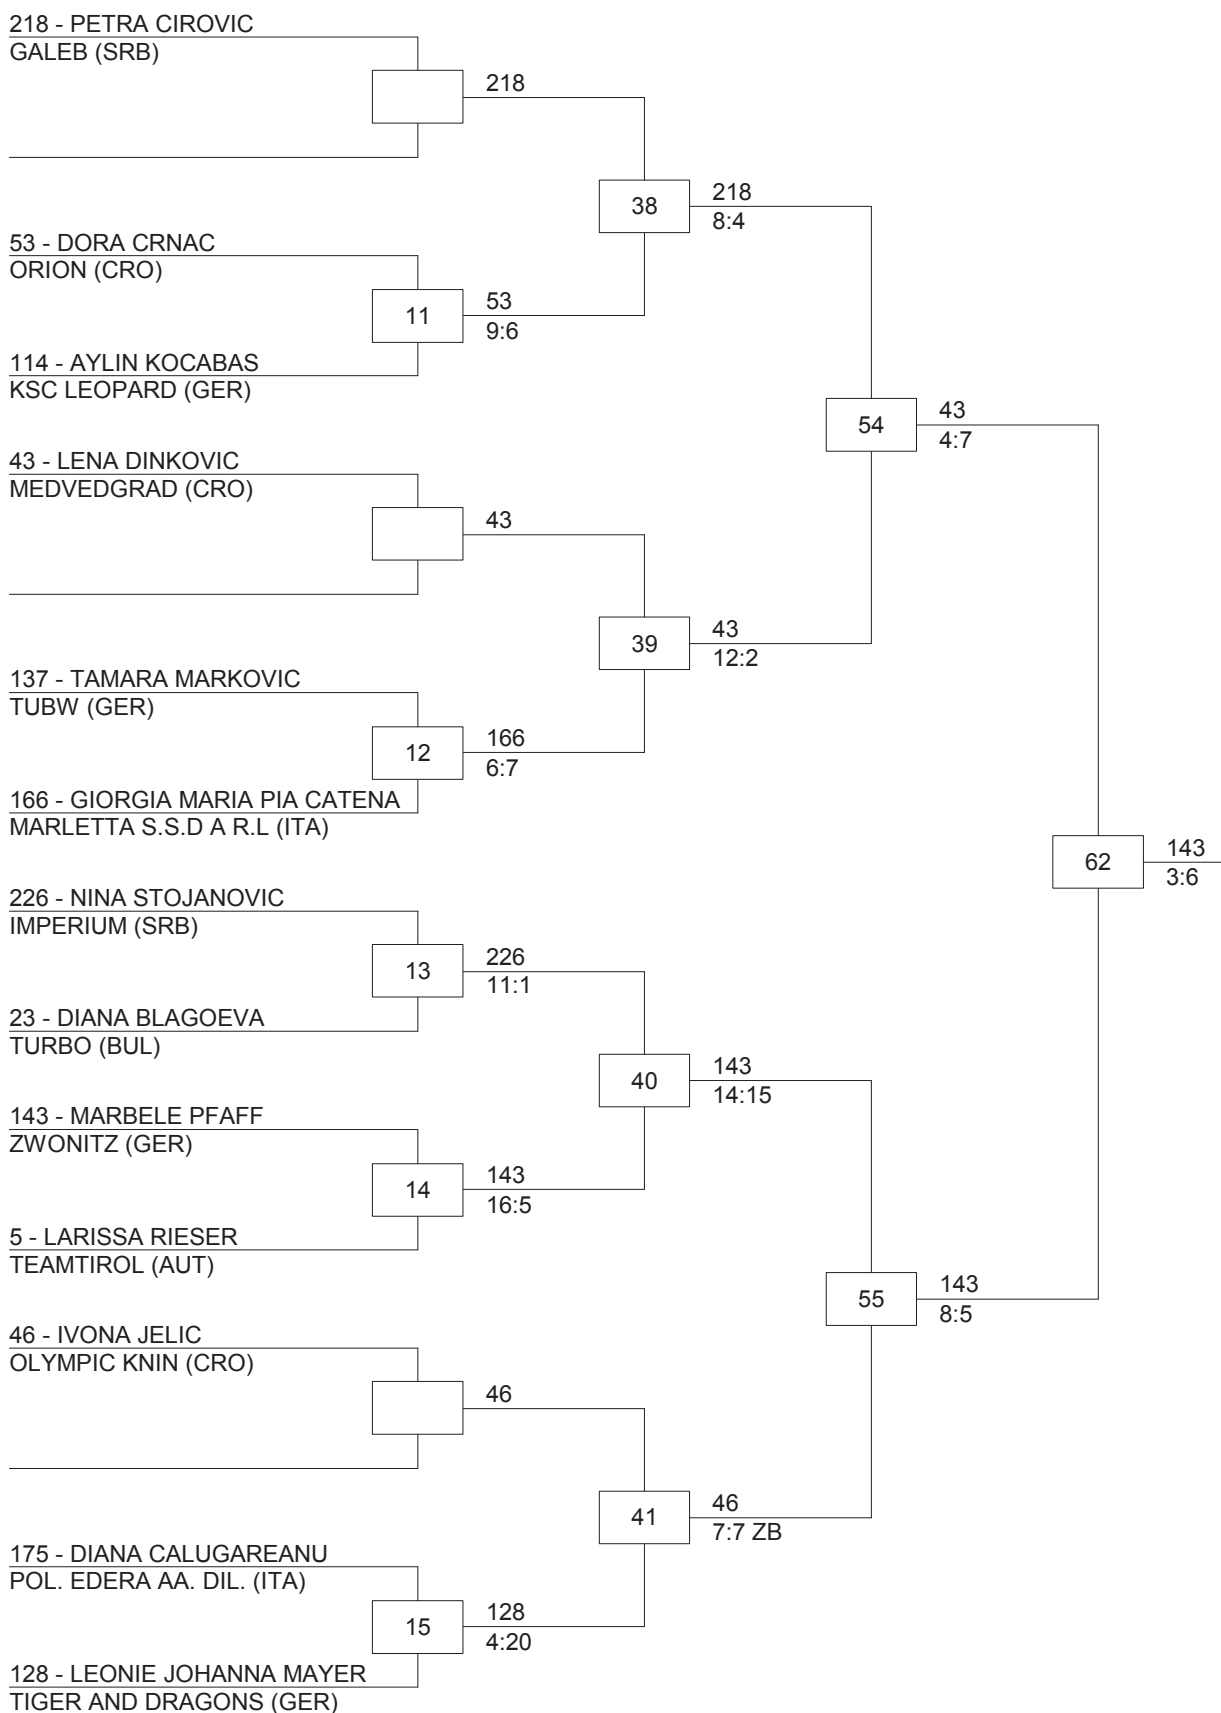 218 - PETRA CIROVIC
GALEB (SRB)
218
38
218
8:4
53 - DORA CRNAC
ORION (CRO)
11
53
9:6
114 - AYLIN KOCABAS
KSC LEOPARD (GER)
54
43
4:7
43 - LENA DINKOVIC
MEDVEDGRAD (CRO)
43
39
43
12:2
137 - TAMARA MARKOVIC
TUBW (GER)
12
166
6:7
166 - GIORGIA MARIA PIA CATENA
MARLETTA S.S.D A R.L (ITA)
62
143
3:6
226 - NINA STOJANOVIC
IMPERIUM (SRB)
13
226
11:1
23 - DIANA BLAGOEVA
TURBO (BUL)
40
143
14:15
143 - MARBELE PFAFF
ZWONITZ (GER)
14
143
16:5
5 - LARISSA RIESER
TEAMTIROL (AUT)
55
143
8:5
46 - IVONA JELIC
OLYMPIC KNIN (CRO)
46
41
46
7:7 ZB
175 - DIANA CALUGAREANU
POL. EDERA AA. DIL. (ITA)
15
128
4:20
128 - LEONIE JOHANNA MAYER
TIGER AND DRAGONS (GER)